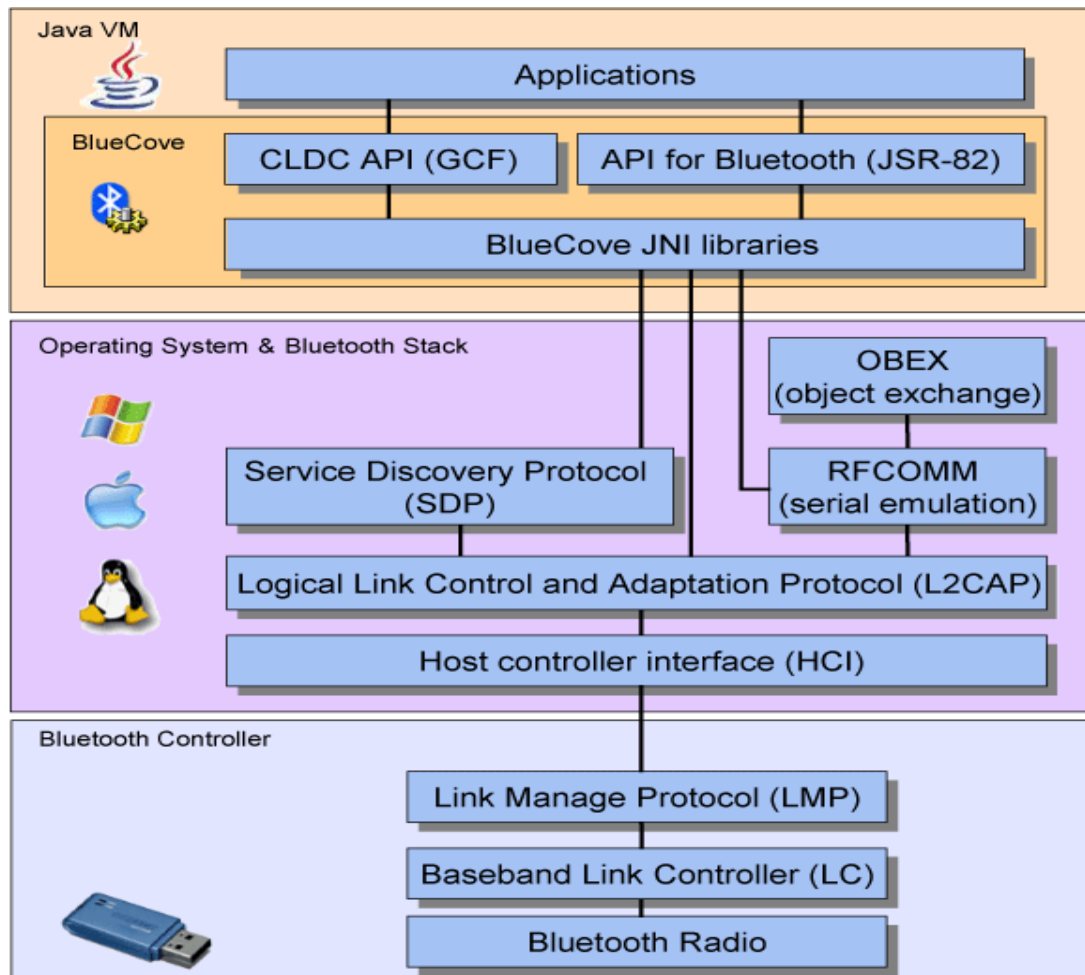 Java VM
Applications
BlueCove
CLDC API (GCF)
API for Bluetooth (JSR-82)
BlueCove JNI libraries
Operating System & Bluetooth Stack
OBEX
(object exchange)
Service Discovery Protocol
(SDP)
RFCOMM
(serial emulation)
Logical Link Control and Adaptation Protocol (L2CAP)
Host controller interface (HCI)
Bluetooth Controller
Link Manage Protocol (LMP)
Baseband Link Controller (LC)
Bluetooth Radio